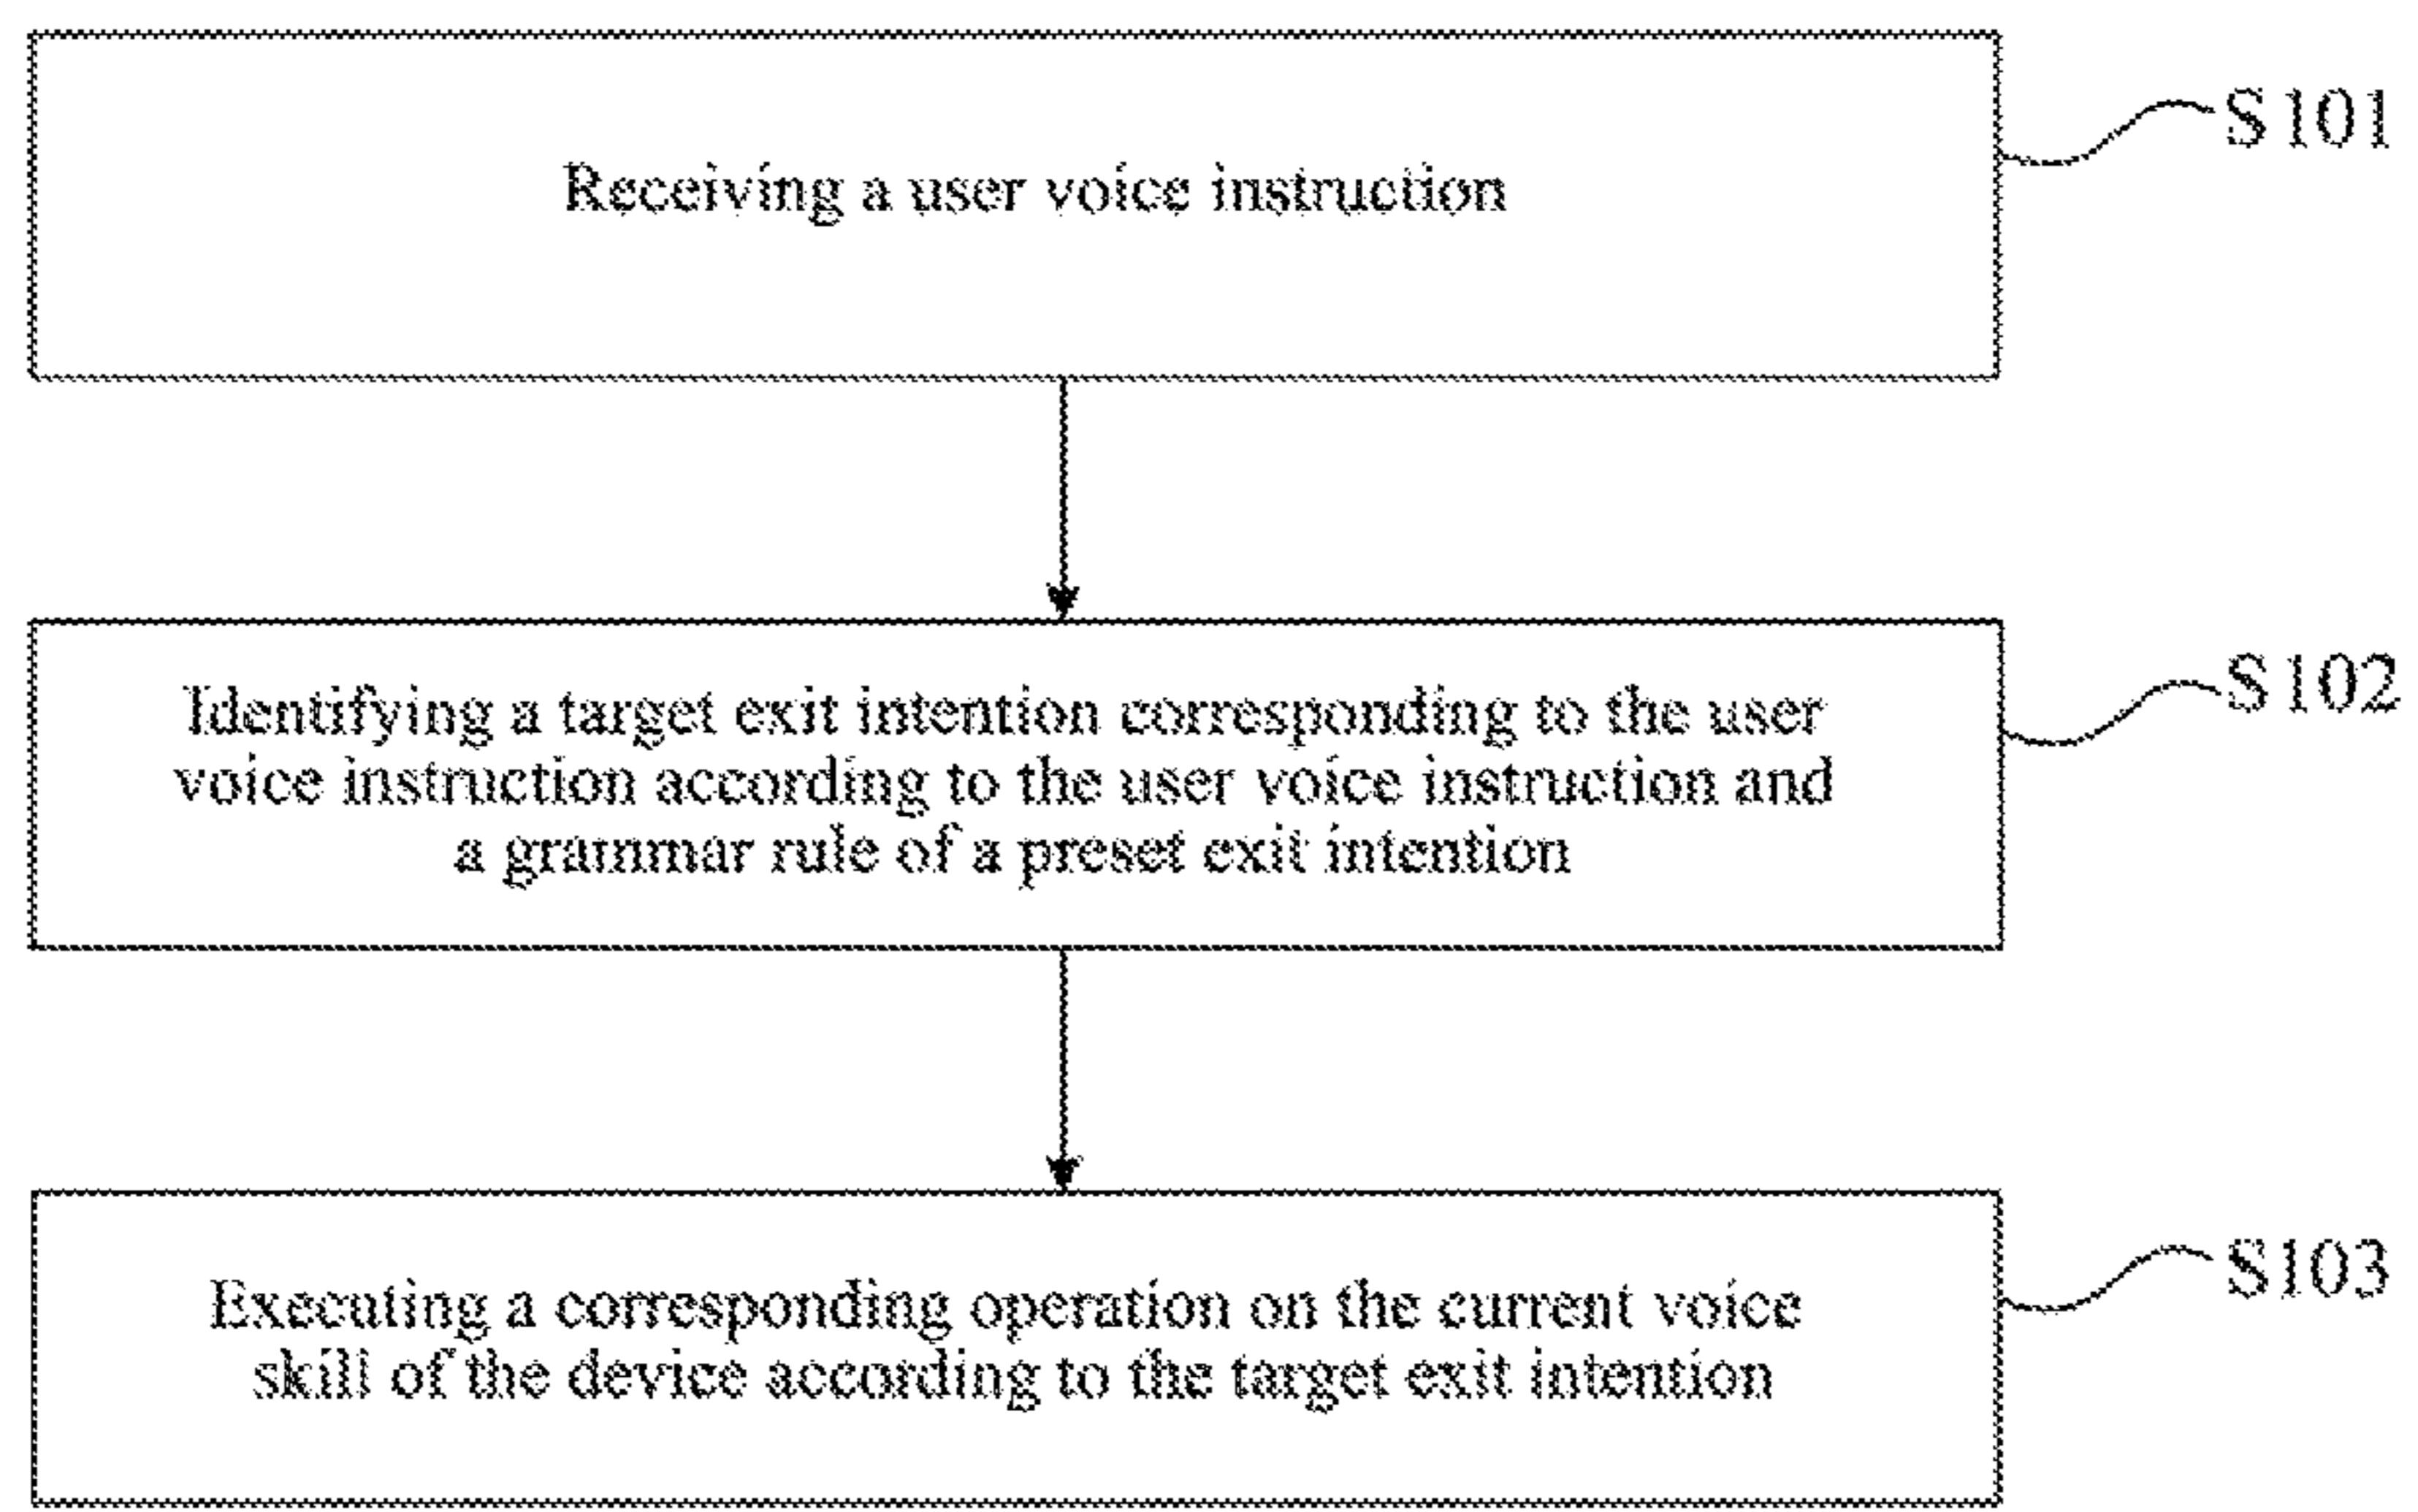 Receiving a user voice instruction
S101
Identifying a target exit intention corresponding to the user
voice instruction according to the user voice instruction and
a grammar rule of a preset exit intention
S102
Executing a corresponding operation on the current voice
skill of the device according to the target exit intention
S103